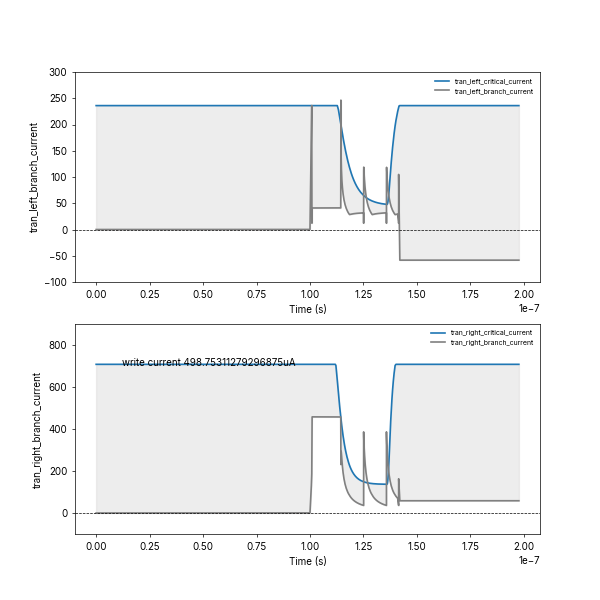 300
250
200
150
100
50
0
−50
−100
tran_left_branch_current
tran_left_critical_current
tran_left_branch_current
0.00 0.25 0.50 0.75 1.00 1.25 1.50 1.75 2.00
1e−7
Time (s)
800
600
400
200
0
tran_right_branch_current
tran_right_critical_current
tran_right_branch_current
write current 498.75311279296875uA
0.00 0.25 0.50 0.75 1.00 1.25 1.50 1.75 2.00
1e−7
Time (s)